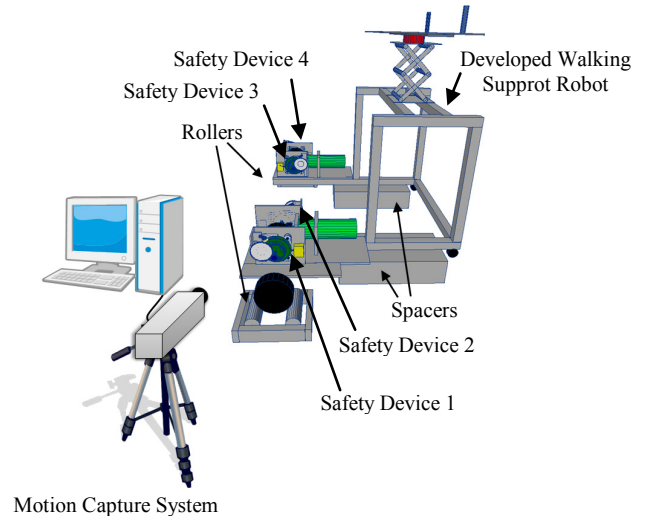 Safety Device 4
Developed Walking
Supprot Robot
Safety Device 3
Rollers
Spacers
Safety Device 2
Safety Device 1
Motion Capture System